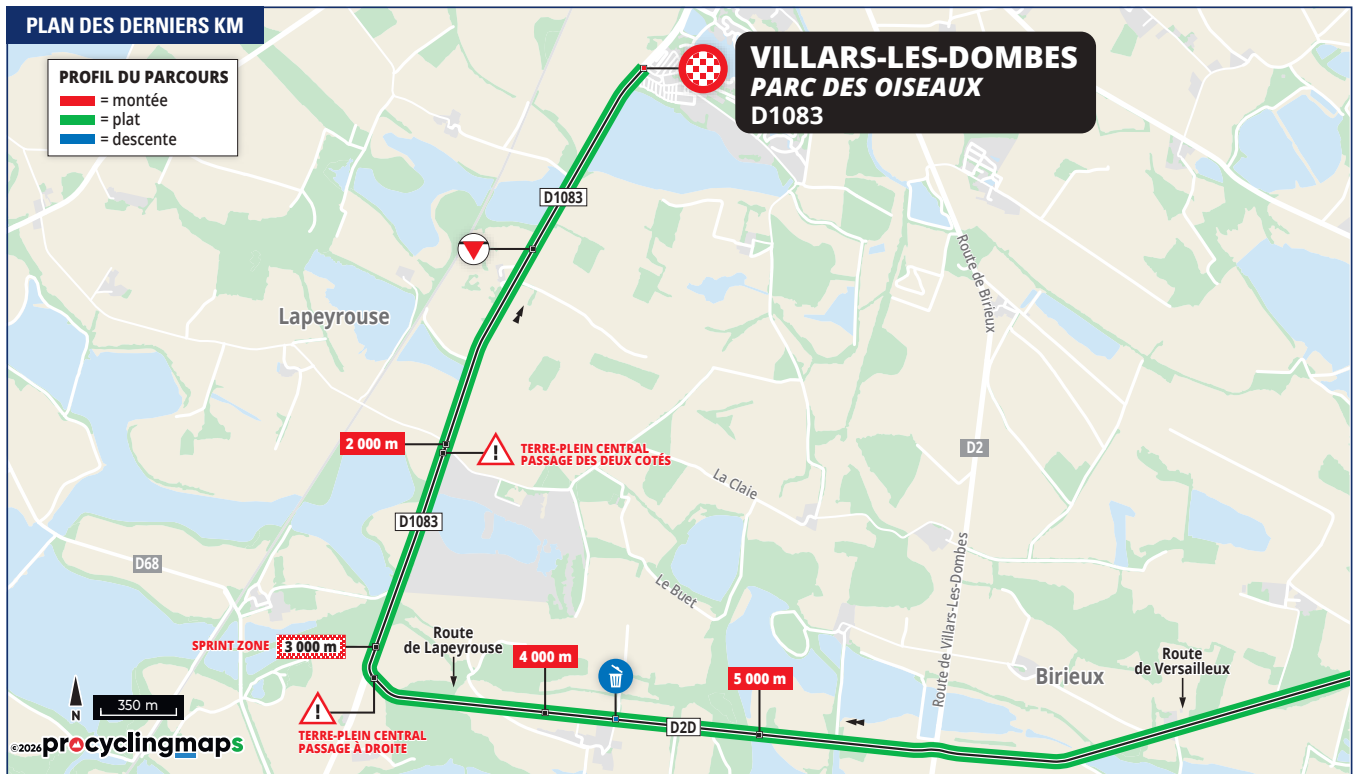 PLAN DES DERNIERS KM
PROFIL DU PARCOURS
= montée
= plat
= descente
VILLARS-LES-DOMBES
PARC DES OISEAUX
D1083
D1083
Route de Birieux
Lapeyrouse
2 000 m
TERRE-PLEIN CENTRAL
PASSAGE DES DEUX COTÉS
D2
La Claie
D1083
D68
Le Buet
Route de Villars-Les-Dombes
SPRINT ZONE
3 000 m
Route
de Lapeyrouse
4 000 m
5 000 m
Birieux
Route
de Versailleux
N
350 m
TERRE-PLEIN CENTRAL
PASSAGE À DROITE
D2D
©2026 procyclingmaps